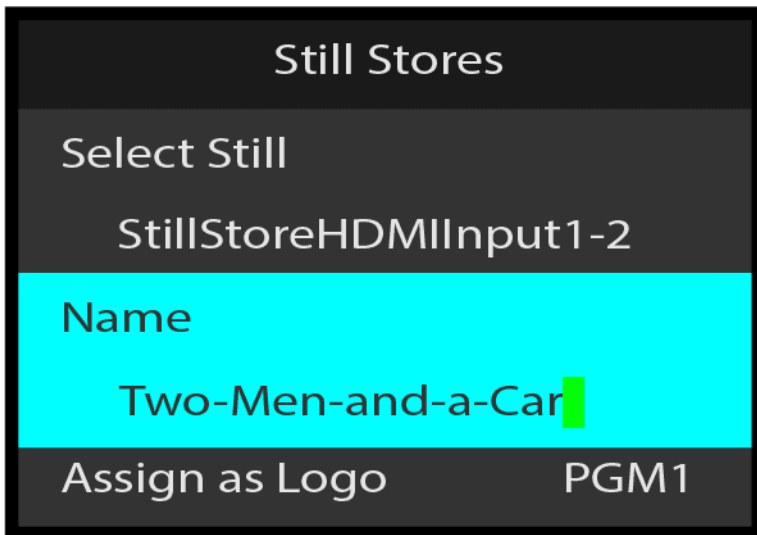 Still Stores
Select Still
StillStoreHDMIInput1-2
Name
Two-Men-and-a-Car
Assign as Logo PGM1